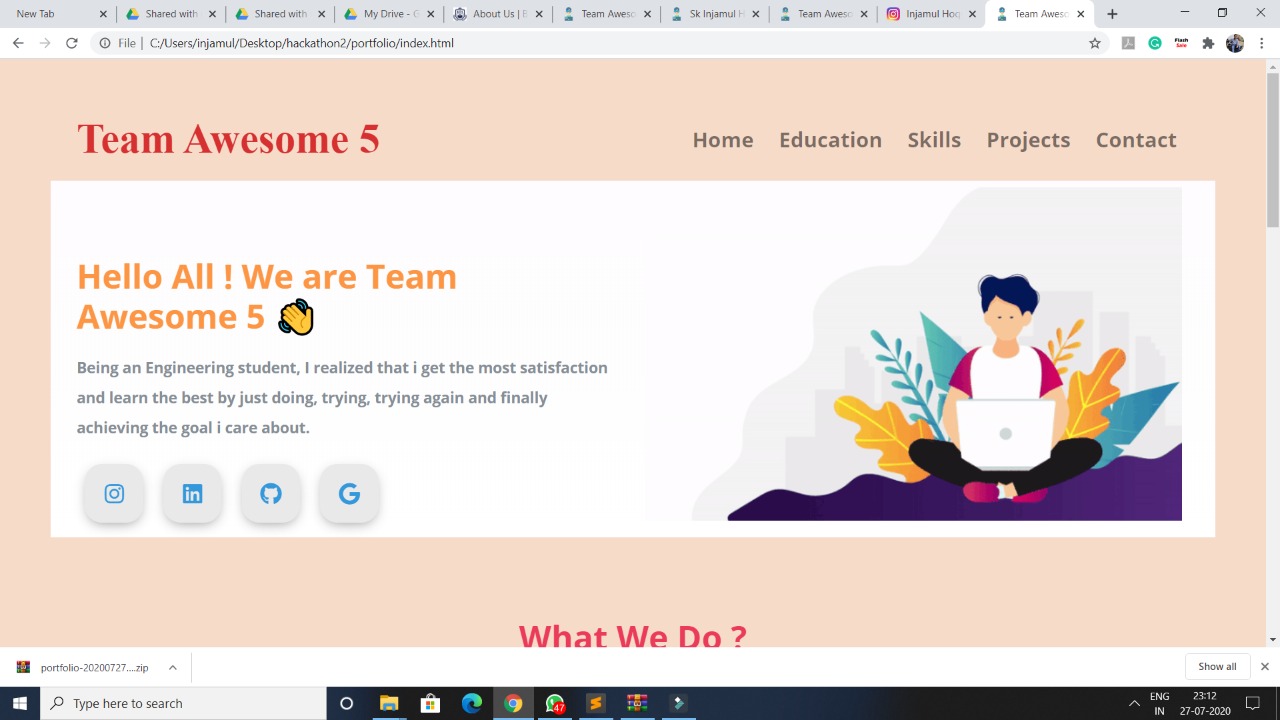 New Tab
Shared with
Shared with
My Drive - G
About Us | B
Team Aweso
Sk Injamul H
Team Aweso
Injamul Hoq
Team Aweso
File | C:/Users/injamul/Desktop/hackathon2/portfolio/index.html
Flash
Sale
Team Awesome 5
Home Education Skills Projects Contact
Hello All ! We are Team
Awesome 5
Being an Engineering student, I realized that i get the most satisfaction
and learn the best by just doing, trying, trying again and finally
achieving the goal i care about.
What We Do ?
portfolio-20200727....zip
Show all
Type here to search
47
ENG
IN
23:12
27-07-2020